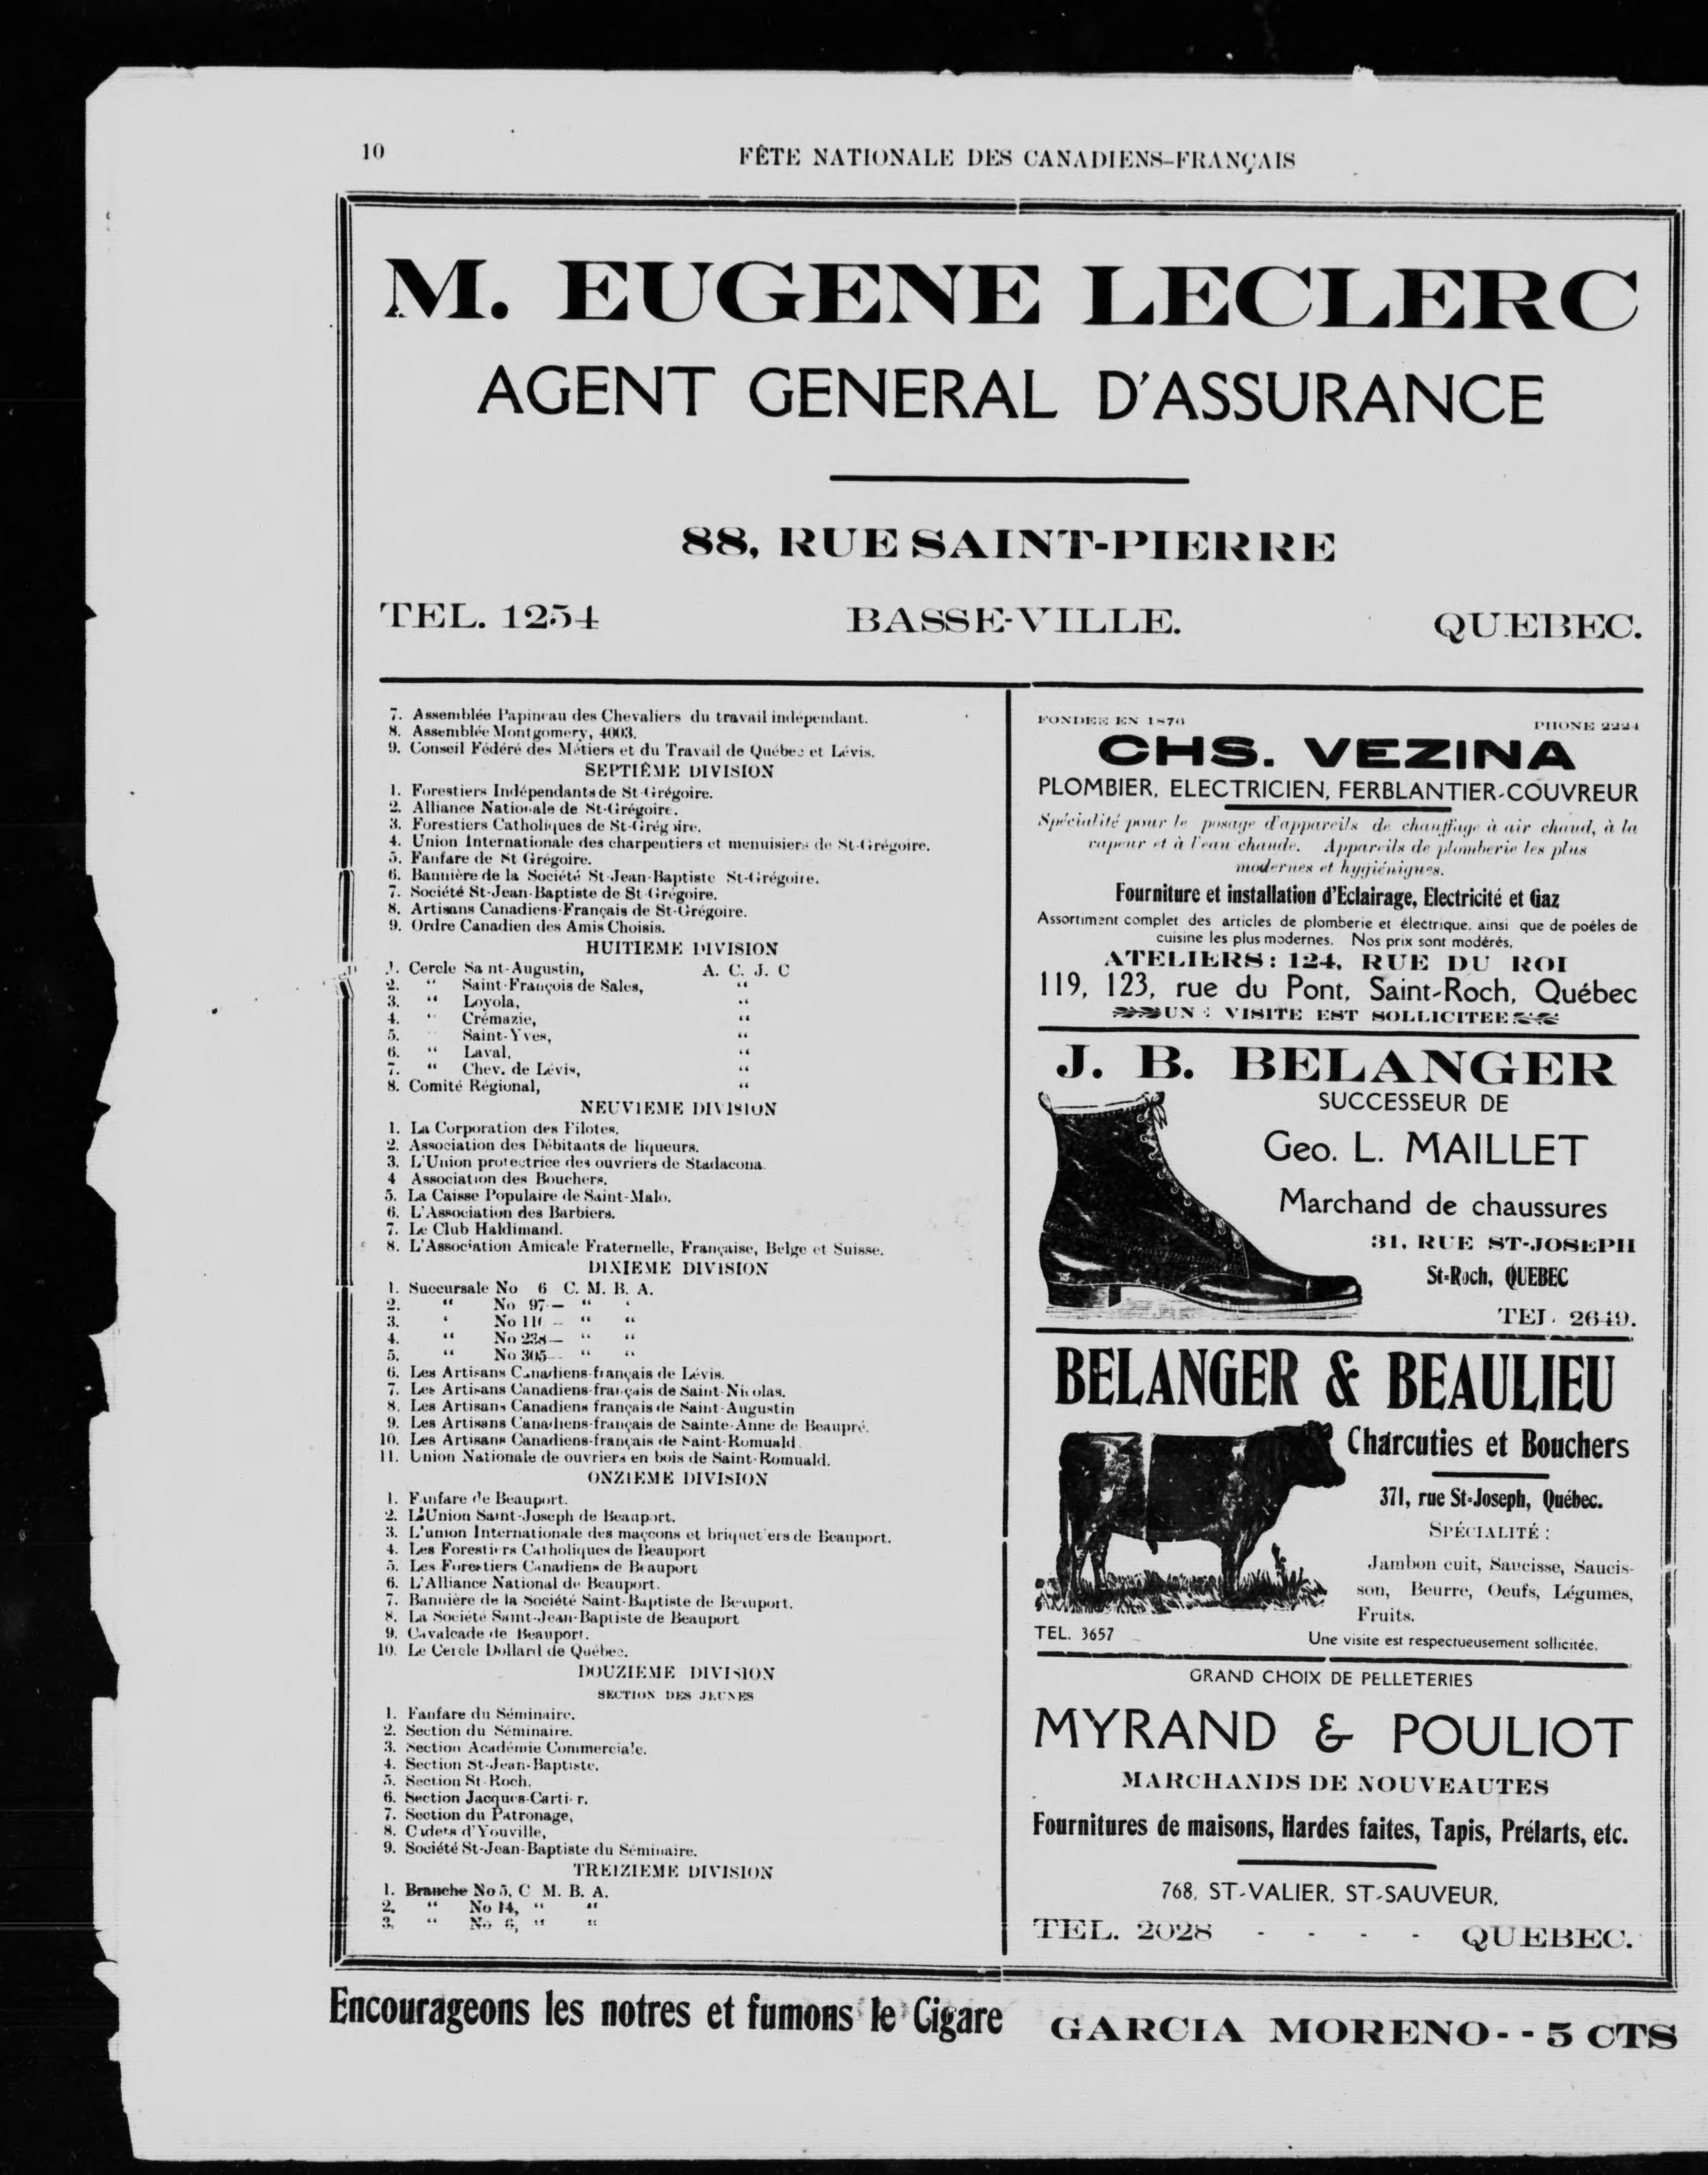 10
FÊTE NATIONALE DES CANADIENS-FRANÇAIS
M. EUGENE LECLERC
AGENT GENERAL D'ASSURANCE
88, RUE SAINT-PIERRE
TEL. 1254 BASSE-VILLE. QUEBEC.
7. Assemblée Papineau des Chevaliers du travail indépendant.
8. Assemblée Montgomery, 4003.
9. Conseil Fédéré des Métiers et du Travail de Québec et Lévis.
SEPTIÊME DIVISION
1. Forestiers Indépendants de St-Grégoire.
2. Alliance Nationale de St-Grégoire.
3. Forestiers Catholiques de St-Grégoire.
4. Union Internationale des charpentiers et menuisiers de St-Grégoire.
5. Fanfare de St Grégoire.
6. Bannière de la Société St-Jean-Baptiste St-Grégoire.
7. Société St-Jean-Baptiste de St Grégoire.
8. Artisans Canadiens-Français de St-Grégoire.
9. Ordre Canadien des Amis Choisis.
HUITIEME DIVISION
1. Cercle Saint-Augustin, A. C. J. C
2. “ Saint-François de Sales, “
3. “ Loyola, “
4. “ Crémazie, “
5. “ Saint-Yves, “
6. “ Laval, “
7. “ Chev. de Lévis, “
8. Comité Régional, “
NEUVIEME DIVISION
1. La Corporation des Pilotes.
2. Association des Débitants de liqueurs.
3. L'Union protectrice des ouvriers de Stadacona.
4 Association des Bouchers.
5. La Caisse Populaire de Saint-Malo.
6. L'Association des Barbiers.
7. Le Club Haldimand.
8. L'Association Amicale Fraternelle, Française, Belge et Suisse.
DIXIEME DIVISION
1. Succursale No 6 C. M. B. A.
2. “ No 97— “ “
3. “ No 11 — “ “
4. “ No 238— “ “
5. “ No 305— “ “
6. Les Artisans Canadiens-français de Lévis.
7. Les Artisans Canadiens-français de Saint-Nicolas.
8. Les Artisans Canadiens français de Saint-Augustin
9. Les Artisans Canadiens-français de Sainte-Anne de Beaupré.
10. Les Artisans Canadiens-français de Saint-Romuald.
11. Union Nationale de ouvriers en bois de Saint-Romuald.
ONZIEME DIVISION
1. Fanfare de Beauport.
2. L'Union Saint-Joseph de Beauport.
3. L'union Internationale des maçcons et briquetiers de Beauport.
4. Les Forestiers Catholiques de Beauport
5. Les Forestiers Canadiens de Beauport
6. L'Alliance National de Beauport.
7. Bannière de la Société Saint-Baptiste de Beauport.
8. La Société Saint-Jean-Baptiste de Beauport
9. Cavalcade de Beauport.
10. Le Cercle Dollard de Québec.
DOUZIEME DIVISION
SECTION DES JEUNES
1. Fanfare du Séminaire.
2. Section du Séminaire.
3. Section Académie Commerciale.
4. Section St-Jean-Baptiste.
5. Section St-Roch.
6. Section Jacques-Cartier.
7. Section du Patronage,
8. Cadets d'Youville,
9. Société St-Jean-Baptiste du Séminaire.
TREIZIEME DIVISION
1. Branche No 5, C M. B. A.
2. “ No 14, “ “
3. “ No 6, “ “
FONDEE EN 1876 PHONE 2224
CHS. VEZINA
PLOMBIER, ELECTRICIEN, FERBLANTIER-COUVREUR
Spécialité pour le posage d'appareils de chauffage à air chaud, à la
vapeur et à l'eau chaude. Appareils de plomberie les plus
modernes et hygiéniques.
Fourniture et installation d'Eclairage, Electricité et Gaz
Assortiment complet des articles de plomberie et électrique, ainsi que de poêles de
cuisine les plus modernes. Nos prix sont modérés,
ATELIERS: 124, RUE DU ROI
119, 123, rue du Pont, Saint-Roch, Québec
UNE VISITE EST SOLLICITEE
J. B. BELANGER
SUCCESSEUR DE
Geo. L. MAILLET
Marchand de chaussures
31, RUE ST-JOSEPH
St-Roch, QUEBEC
TEL. 2649.
BELANGER & BEAULIEU
Charcuties et Bouchers
371, rue St-Joseph, Québec.
SPÉCIALITÉ :
Jambon cuit, Saucisse, Saucis-
son, Beurre, Oeufs, Légumes,
Fruits.
TEL. 3657 Une visite est respectueusement sollicitée.
GRAND CHOIX DE PELLETERIES
MYRAND & POULIOT
MARCHANDS DE NOUVEAUTES
Fournitures de maisons, Hardes faites, Tapis, Prélarts, etc.
768, ST-VALIER, ST-SAUVEUR,
TEL. 2028 - - - - QUEBEC.
Encourageons les notres et fumons le Cigare GARCIA MORENO--5 CTS